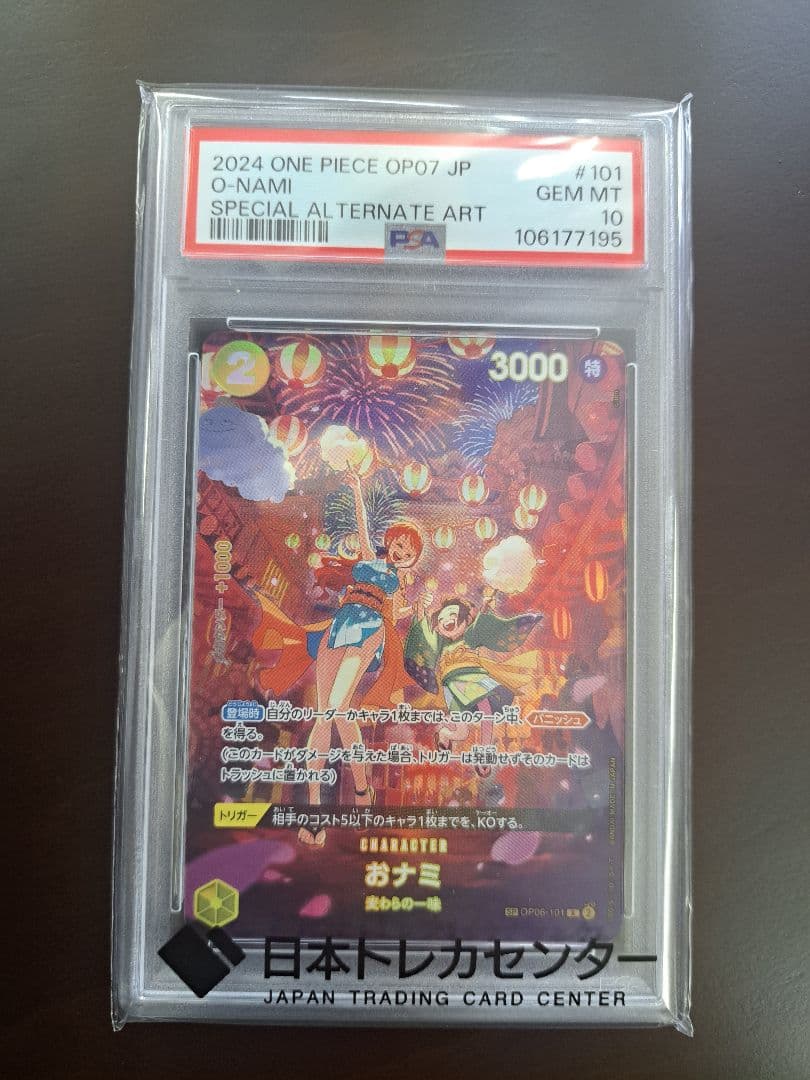 2024 ONE PIECE OP07 JP #101
O-NAMI GEM MT
SPECIAL ALTERNATE ART 10
PSA 106177195
2 3000 特
カウンター +1000
登場時 自分のリーダーかキャラ1枚までは、このターン中、バニッシュ
を得る。
(このカードがダメージを与えた場合、トリガーは発動せずそのカードは
トラッシュに置かれる)
トリガー 相手のコスト5以下のキャラ1枚までを、KOする。
CHARACTER
おナミ
麦わらの一味
SP OP06-101 R
日本トレカセンター
JAPAN TRADING CARD CENTER